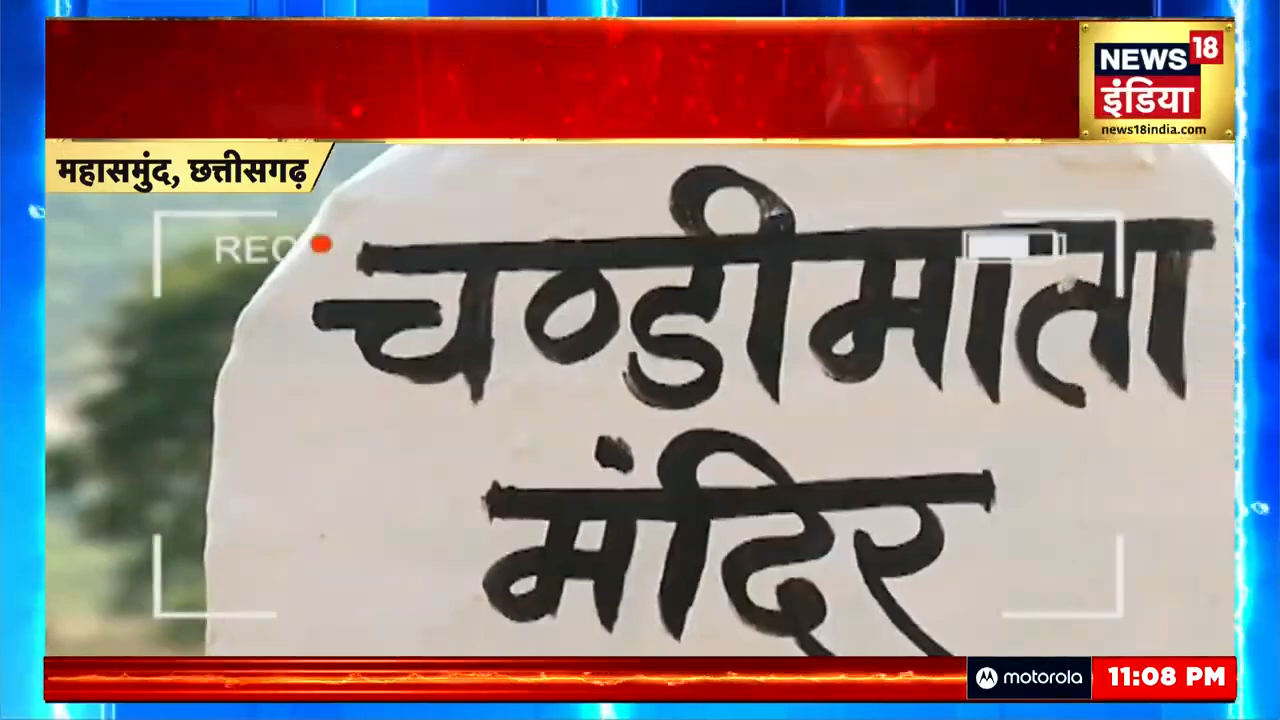 NEWS 18
इंडिया
news18india.com
महासमुंद, छत्तीसगढ़
REC
चण्डीमाता
मंदिर
motorola
11:08 PM